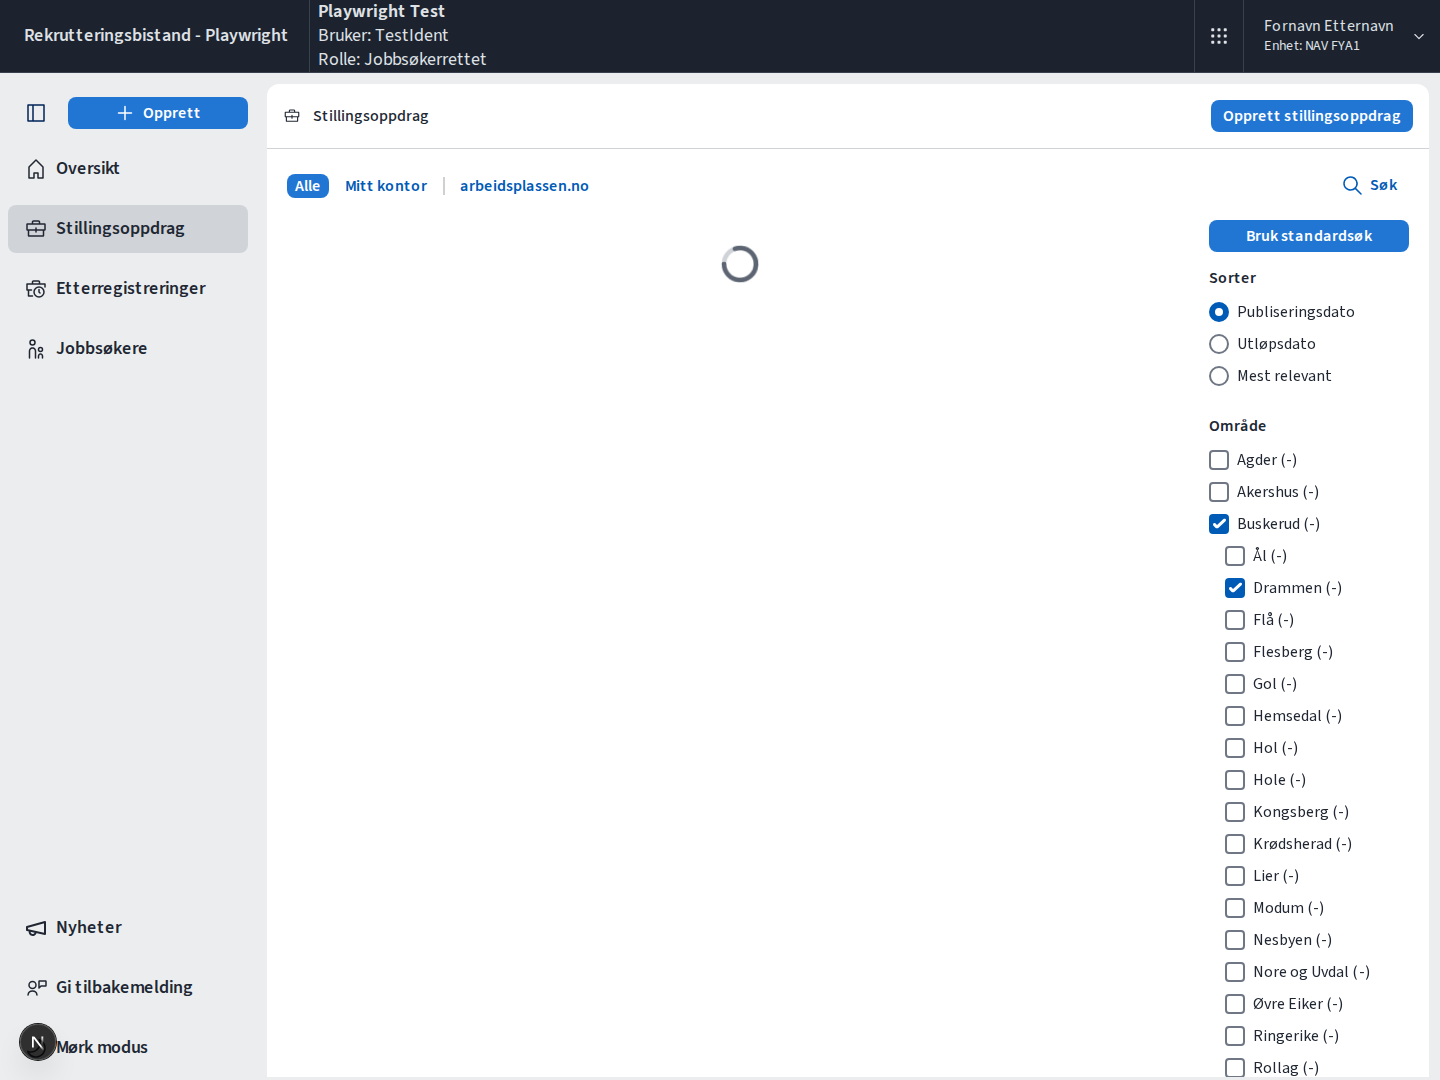 Rekrutteringsbistand - Playwright
Playwright Test
Bruker: TestIdent
Rolle: Jobbsøkerrettet
Fornavn Etternavn
Enhet: NAV FYA1
Opprett
Oversikt
Stillingsoppdrag
Etterregistreringer
Jobbsøkere
Nyheter
Gi tilbakemelding
N
Mørk modus
Stillingsoppdrag
Opprett stillingsoppdrag
Alle
Mitt kontor
arbeidsplassen.no
Søk
Bruk standardsøk
Sorter
Publiseringsdato
Utløpsdato
Mest relevant
Område
Agder (-)
Akershus (-)
Buskerud (-)
Ål (-)
Drammen (-)
Flå (-)
Flesberg (-)
Gol (-)
Hemsedal (-)
Hol (-)
Hole (-)
Kongsberg (-)
Krødsherad (-)
Lier (-)
Modum (-)
Nesbyen (-)
Nore og Uvdal (-)
Øvre Eiker (-)
Ringerike (-)
Rollag (-)